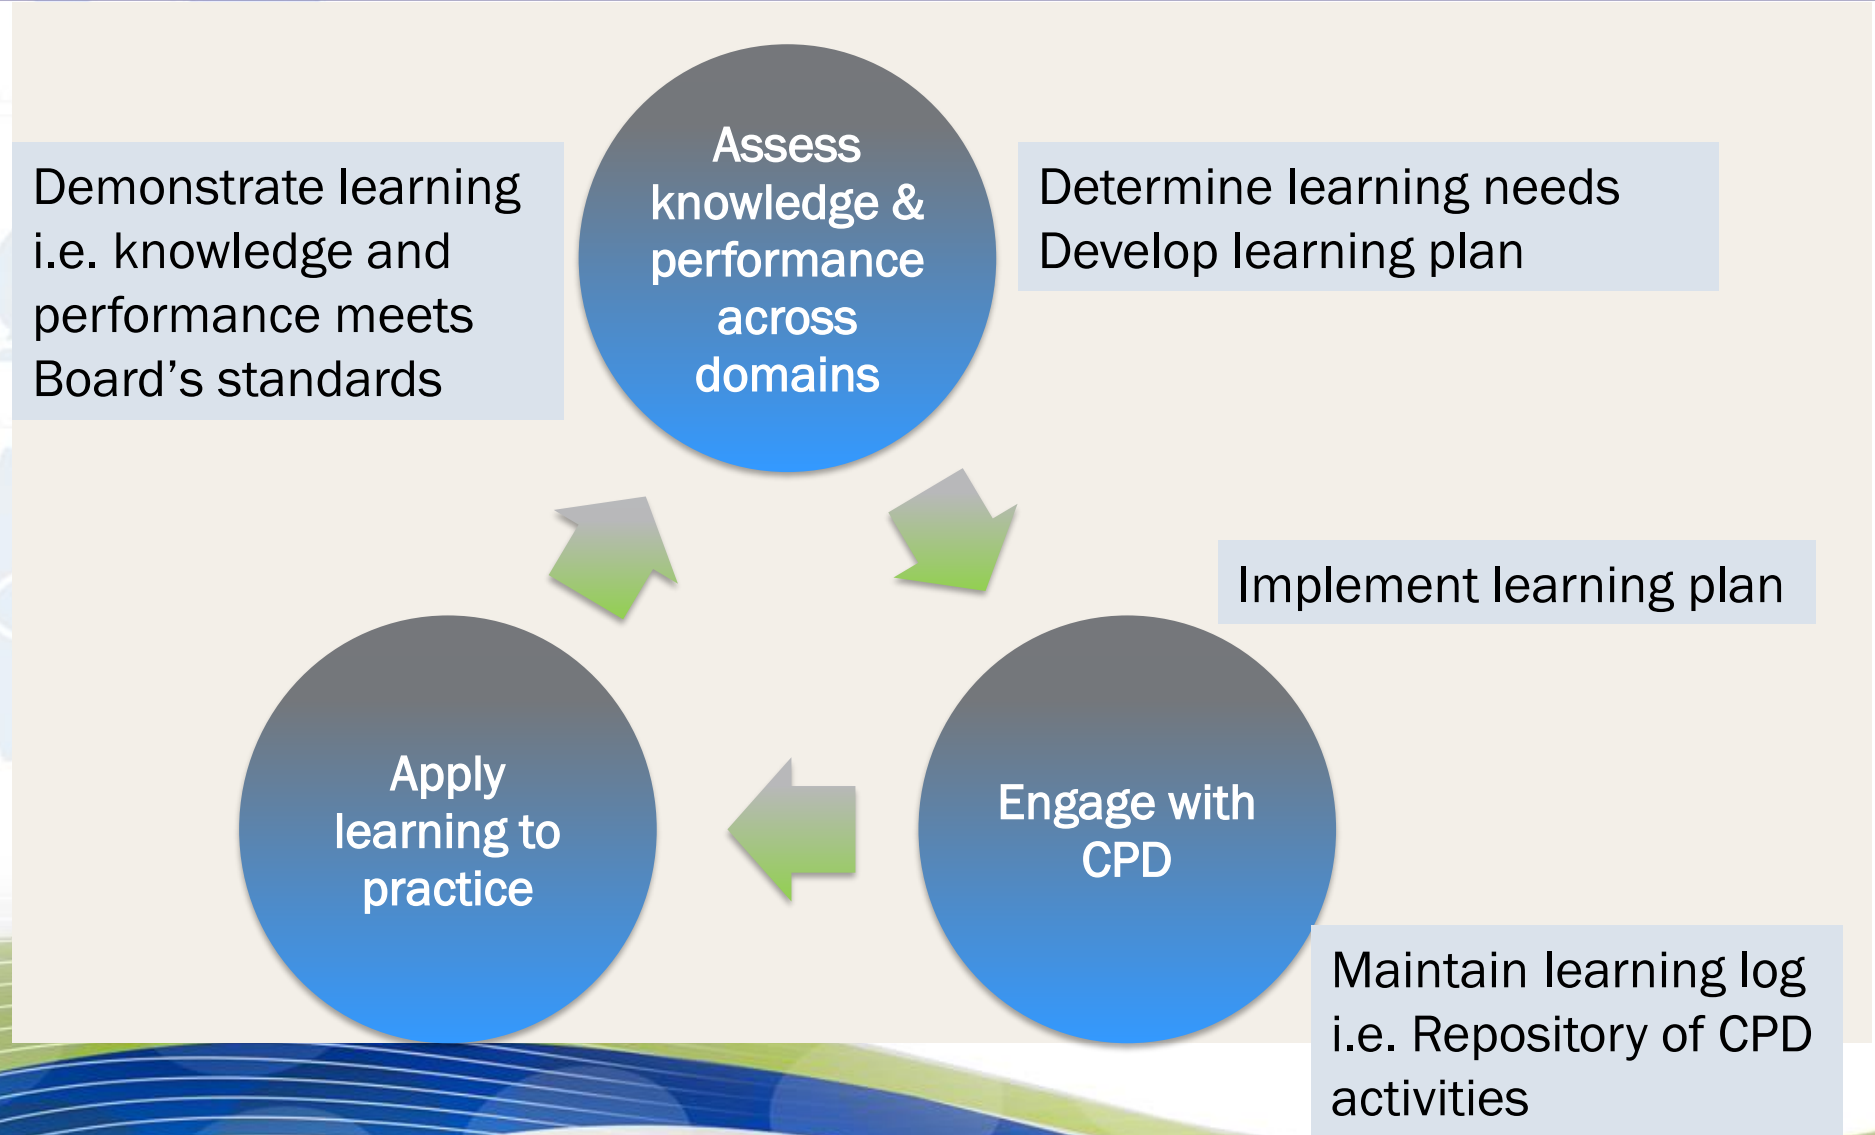 Assess
knowledge &
performance
across
domains
Demonstrate learning
i.e. knowledge and
performance meets
Board’s standards
Determine learning needs
Develop learning plan
Implement learning plan
Engage with
CPD
Maintain learning log
i.e. Repository of CPD
activities
Apply
learning to
practice